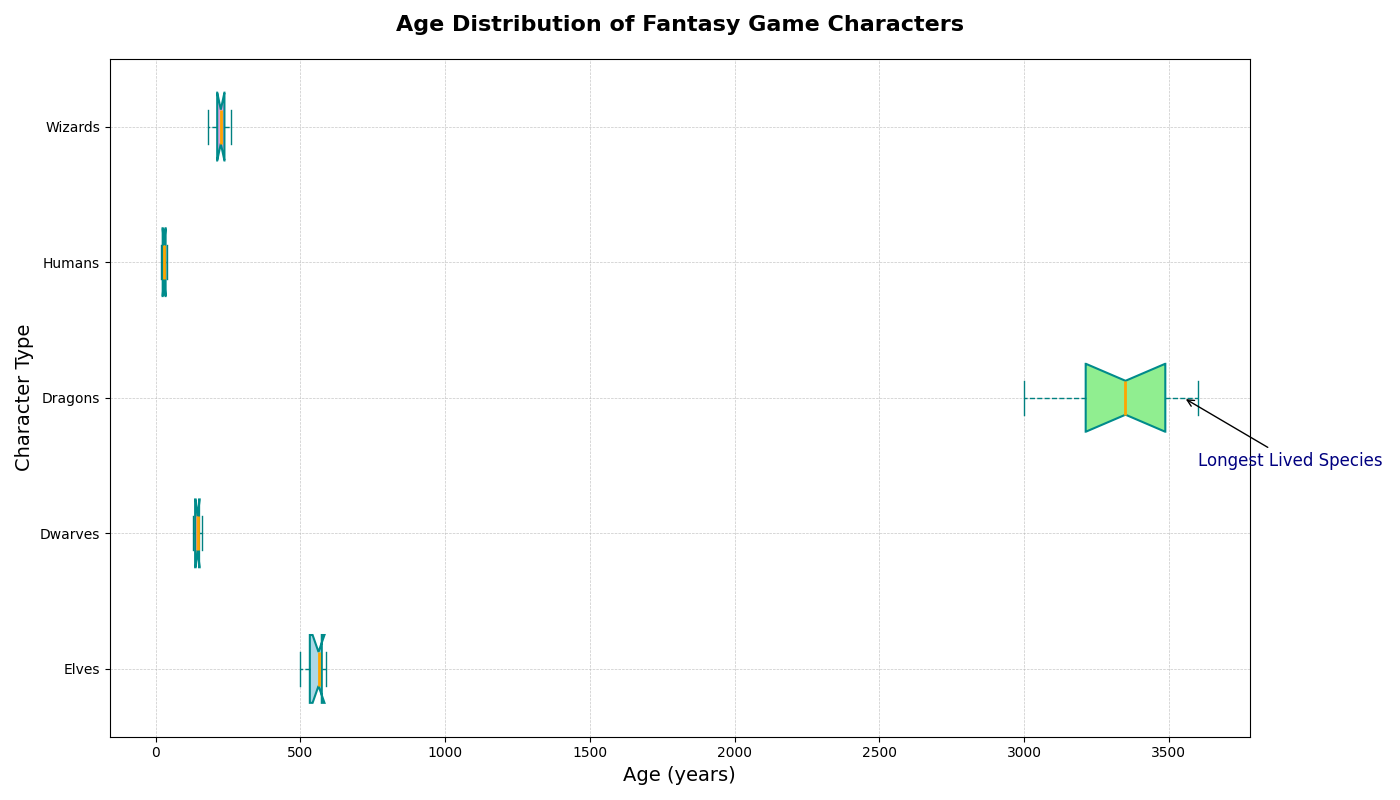 Age Distribution of Fantasy Game Characters
Character Type
Wizards
Humans
Dragons
Dwarves
Elves
Longest Lived Species
0 500 1000 1500 2000 2500 3000 3500
Age (years)